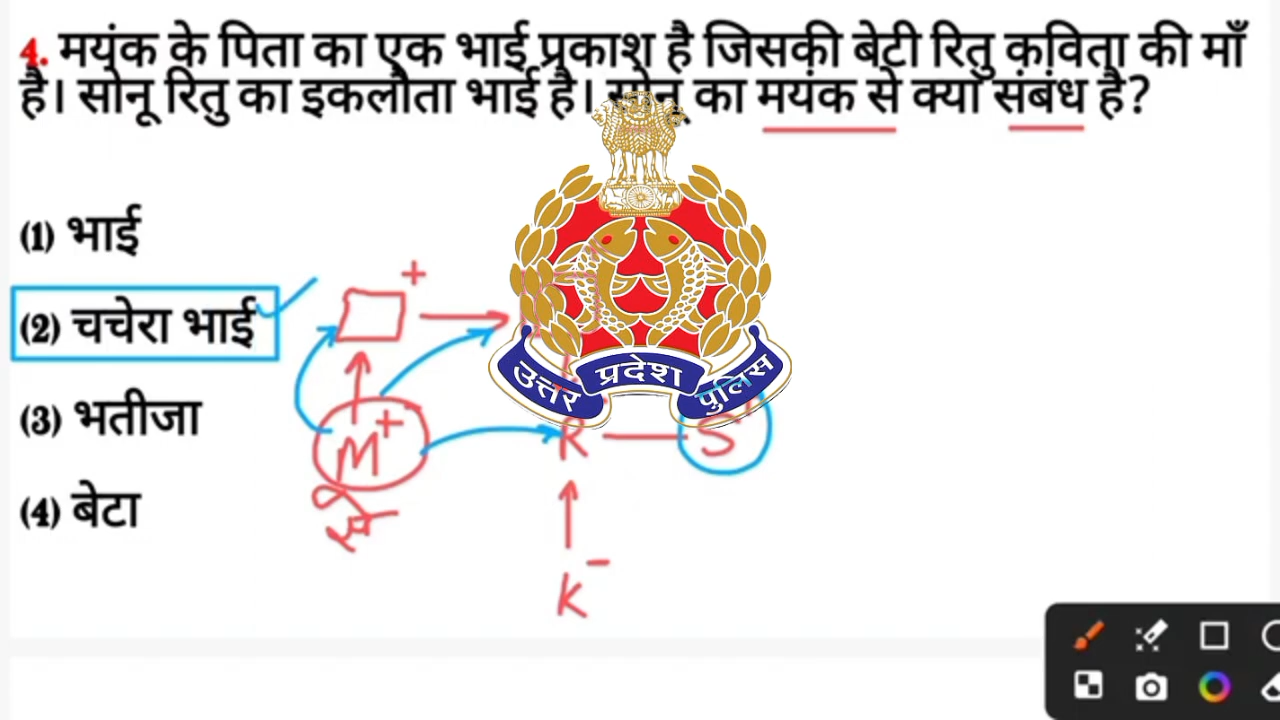 4. मयंक के पिता का एक भाई प्रकाश है जिसकी बेटी रितु कविता की माँ
है। सोनू रितु का इकलौता भाई है। सोनू का मयंक से क्या संबंध है?
(1) भाई
(2) चचेरा भाई
(3) भतीजा
(4) बेटा
+
M+
R — S
K−
उत्तर प्रदेश पुलिस